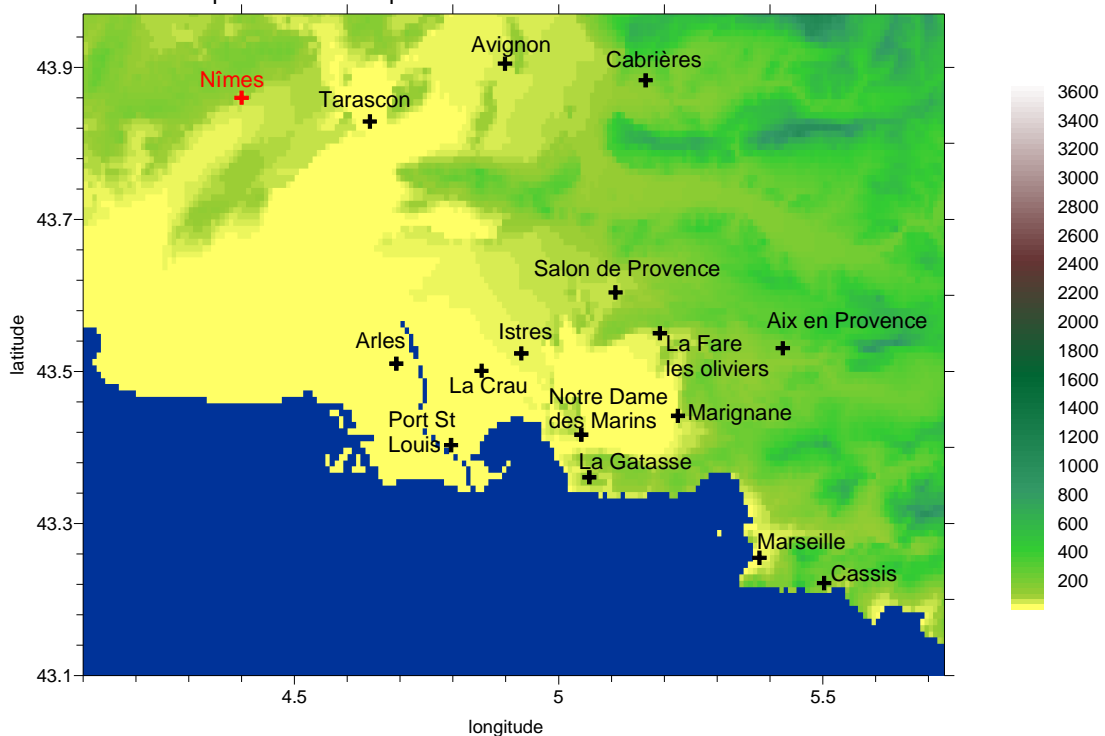 43.9
Avignon
Cabrières
Nîmes
Tarascon
3600
3400
3200
3000
2800
2600
2400
2200
2000
1800
1600
1400
1200
1000
800
600
400
200
43.7
Salon de Provence
latitude
43.5
Arles
Istres
Aix en Provence
La Fare
les oliviers
La Crau
Notre Dame
des Marins
Marignane
Port St
Louis
La Gatasse
43.3
Marseille
Cassis
43.1
4.5
5
5.5
longitude